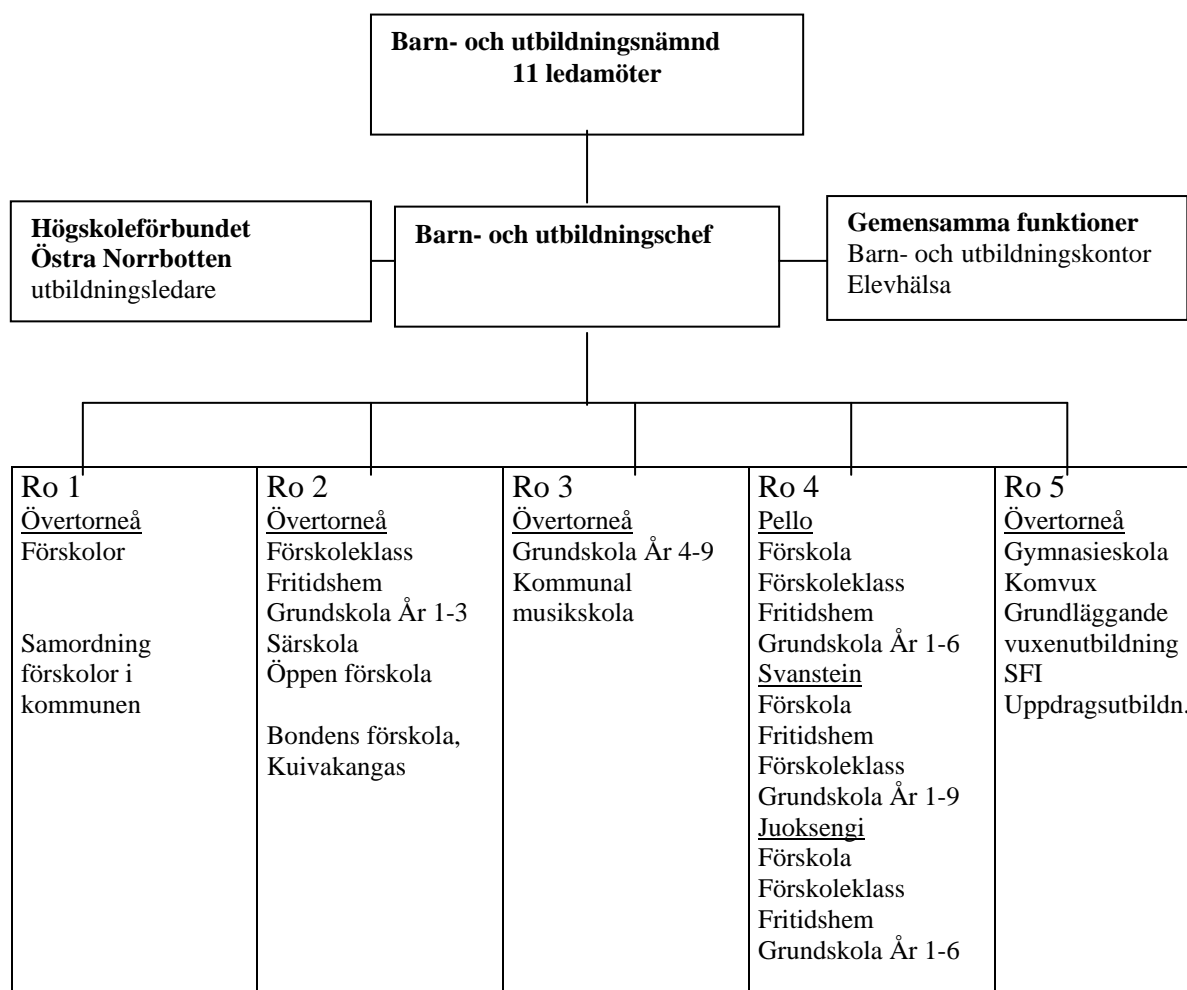 Barn- och utbildningsnämnd
11 ledamöter
Högskoleförbundet
Östra Norrbotten
utbildningsledare
Barn- och utbildningschef
Gemensamma funktioner
Barn- och utbildningskontor
Elevhälsa
Ro 1
Övertorneå
Förskolor
Samordning
förskolor i
kommunen
Ro 2
Övertorneå
Förskoleklass
Fritidshem
Grundskola År 1-3
Särskola
Öppen förskola
Bondens förskola,
Kuivakangas
Ro 3
Övertorneå
Grundskola År 4-9
Kommunal
musikskola
Ro 4
Pello
Förskola
Förskoleklass
Fritidshem
Grundskola År 1-6
Svanstein
Förskola
Fritidshem
Förskoleklass
Grundskola År 1-9
Juoksengi
Förskola
Förskoleklass
Fritidshem
Grundskola År 1-6
Ro 5
Övertorneå
Gymnasieskola
Komvux
Grundläggande
vuxenutbildning
SFI
Uppdragsutbildn.